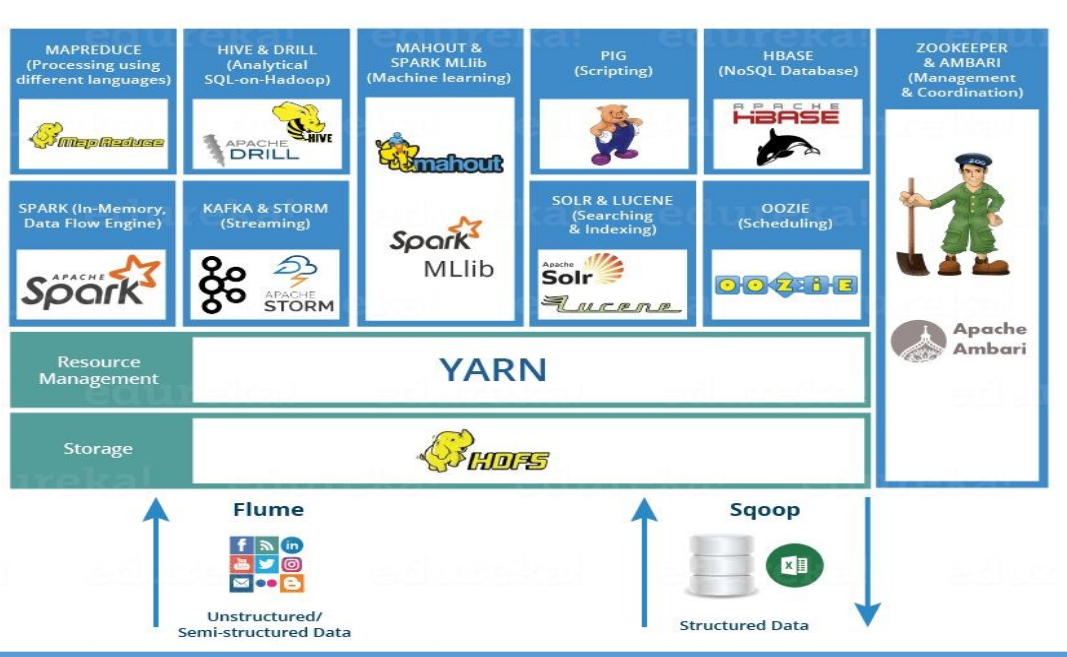 MAPREDUCE
(Processing using
different languages)
Map Reduce
HIVE & DRILL
(Analytical
SQL-on-Hadoop)
HIVE
APACHE
DRILL
MAHOUT &
SPARK MLlib
(Machine learning)
mahout
Spark
MLlib
PIG
(Scripting)
HBASE
(NoSQL Database)
APACHE
HBASE
ZOOKEEPER
& AMBARI
(Management
& Coordination)
ZOO
Apache
Ambari
SPARK (In-Memory,
Data Flow Engine)
APACHE
Spark
KAFKA & STORM
(Streaming)
APACHE
STORM
SOLR & LUCENE
(Searching
& Indexing)
Apache
Solr
Lucene
OOZIE
(Scheduling)
OOZiE
Resource
Management
YARN
Storage
HDFS
Flume
Unstructured/
Semi-structured Data
Sqoop
Structured Data
edureka!